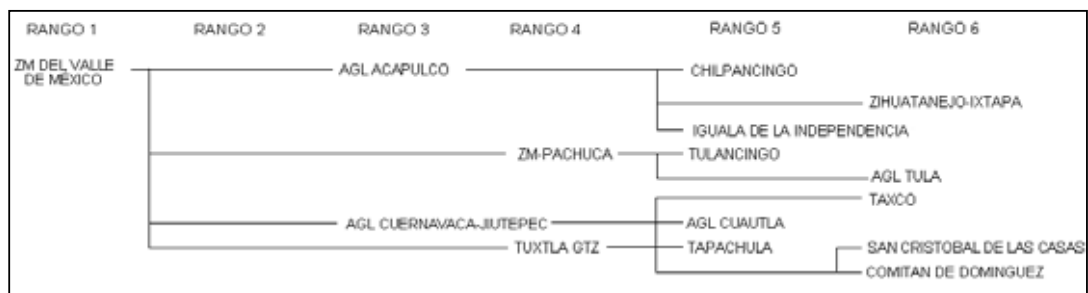 RANGO 1 RANGO 2 RANGO 3 RANGO 4 RANGO 5 RANGO 6
ZM DEL VALLE
DE MÉXICO
AGL ACAPULCO CHILPANCINGO
ZIHUATANEJO-IXTAPA
IGUALA DE LA INDEPENDENCIA
ZM-PACHUCA TULANCINGO
AGL TULA
TAXCO
AGL CUERNAVACA-JIUTEPEC AGL CUAUTLA
TUXTLA GTZ TAPACHULA SAN CRISTOBAL DE LAS CASAS
COMITAN DE DOMINGUEZ